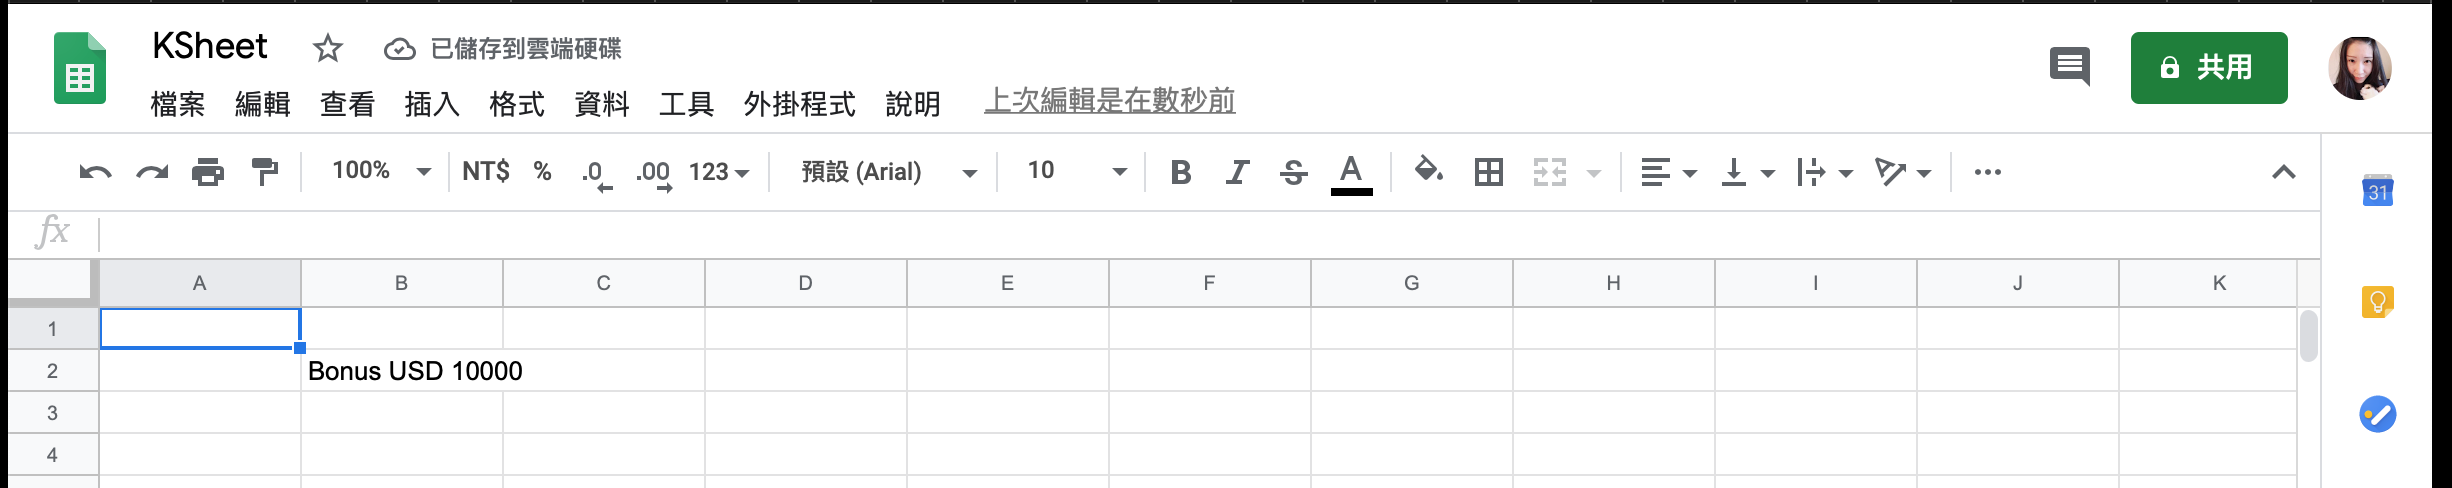 KSheet
已儲存到雲端硬碟
共用
檔案 編輯 查看 插入 格式 資料 工具 外掛程式 說明 上次編輯是在數秒前
100% NT$ % .0 .00 123 預設 (Arial) 10 B I S A
31
fx
A B C D E F G H I J K
1
2 Bonus USD 10000
3
4